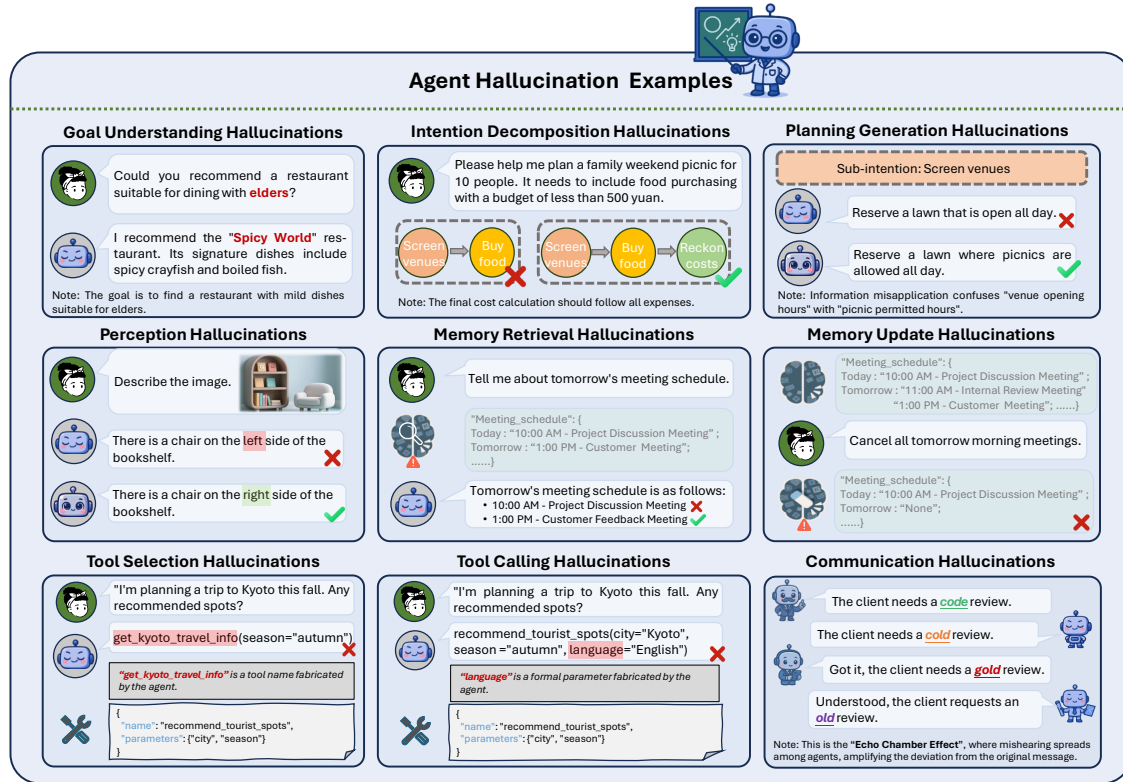 Agent Hallucination Examples
Goal Understanding Hallucinations
Could you recommend a restaurant
suitable for dining with elders?
I recommend the "Spicy World" res-
taurant. Its signature dishes include
spicy crayfish and boiled fish.
Note: The goal is to find a restaurant with mild dishes
suitable for elders.
Intention Decomposition Hallucinations
Please help me plan a family weekend picnic for
10 people. It needs to include food purchasing
with a budget of less than 500 yuan.
Screen
venues
Buy
food
Screen
venues
Buy
food
Reckon
costs
Note: The final cost calculation should follow all expenses.
Planning Generation Hallucinations
Sub-intention: Screen venues
Reserve a lawn that is open all day.
Reserve a lawn where picnics are
allowed all day.
Note: Information misapplication confuses "venue opening
hours" with "picnic permitted hours".
Perception Hallucinations
Describe the image.
There is a chair on the left side of the
bookshelf.
There is a chair on the right side of the
bookshelf.
Memory Retrieval Hallucinations
Tell me about tomorrow's meeting schedule.
"Meeting_schedule": {
Today : “10:00 AM - Project Discussion Meeting” ;
Tomorrow : “1:00 PM - Customer Meeting”;
......}
Tomorrow's meeting schedule is as follows:
• 10:00 AM - Project Discussion Meeting
• 1:00 PM - Customer Feedback Meeting
Memory Update Hallucinations
"Meeting_schedule": {
Today : “10:00 AM - Project Discussion Meeting” ;
Tomorrow : "11:00 AM - Internal Review Meeting"
“1:00 PM - Customer Meeting”; ......}
Cancel all tomorrow morning meetings.
"Meeting_schedule": {
Today : “10:00 AM - Project Discussion Meeting” ;
Tomorrow : “None”;
......}
Tool Selection Hallucinations
"I'm planning a trip to Kyoto this fall. Any
recommended spots?
get_kyoto_travel_info(season="autumn")
“get_kyoto_travel_info” is a tool name fabricated
by the agent.
{
"name": "recommend_tourist_spots",
"parameters": {"city", "season"}
}
Tool Calling Hallucinations
"I'm planning a trip to Kyoto this fall. Any
recommended spots?
recommend_tourist_spots(city="Kyoto",
season ="autumn", language="English")
“language” is a formal parameter fabricated by the
agent.
{
"name": "recommend_tourist_spots",
"parameters": {"city", "season"}
}
Communication Hallucinations
The client needs a code review.
The client needs a cold review.
Got it, the client needs a gold review.
Understood, the client requests an
old review.
Note: This is the “Echo Chamber Effect”, where mishearing spreads
among agents, amplifying the deviation from the original message.